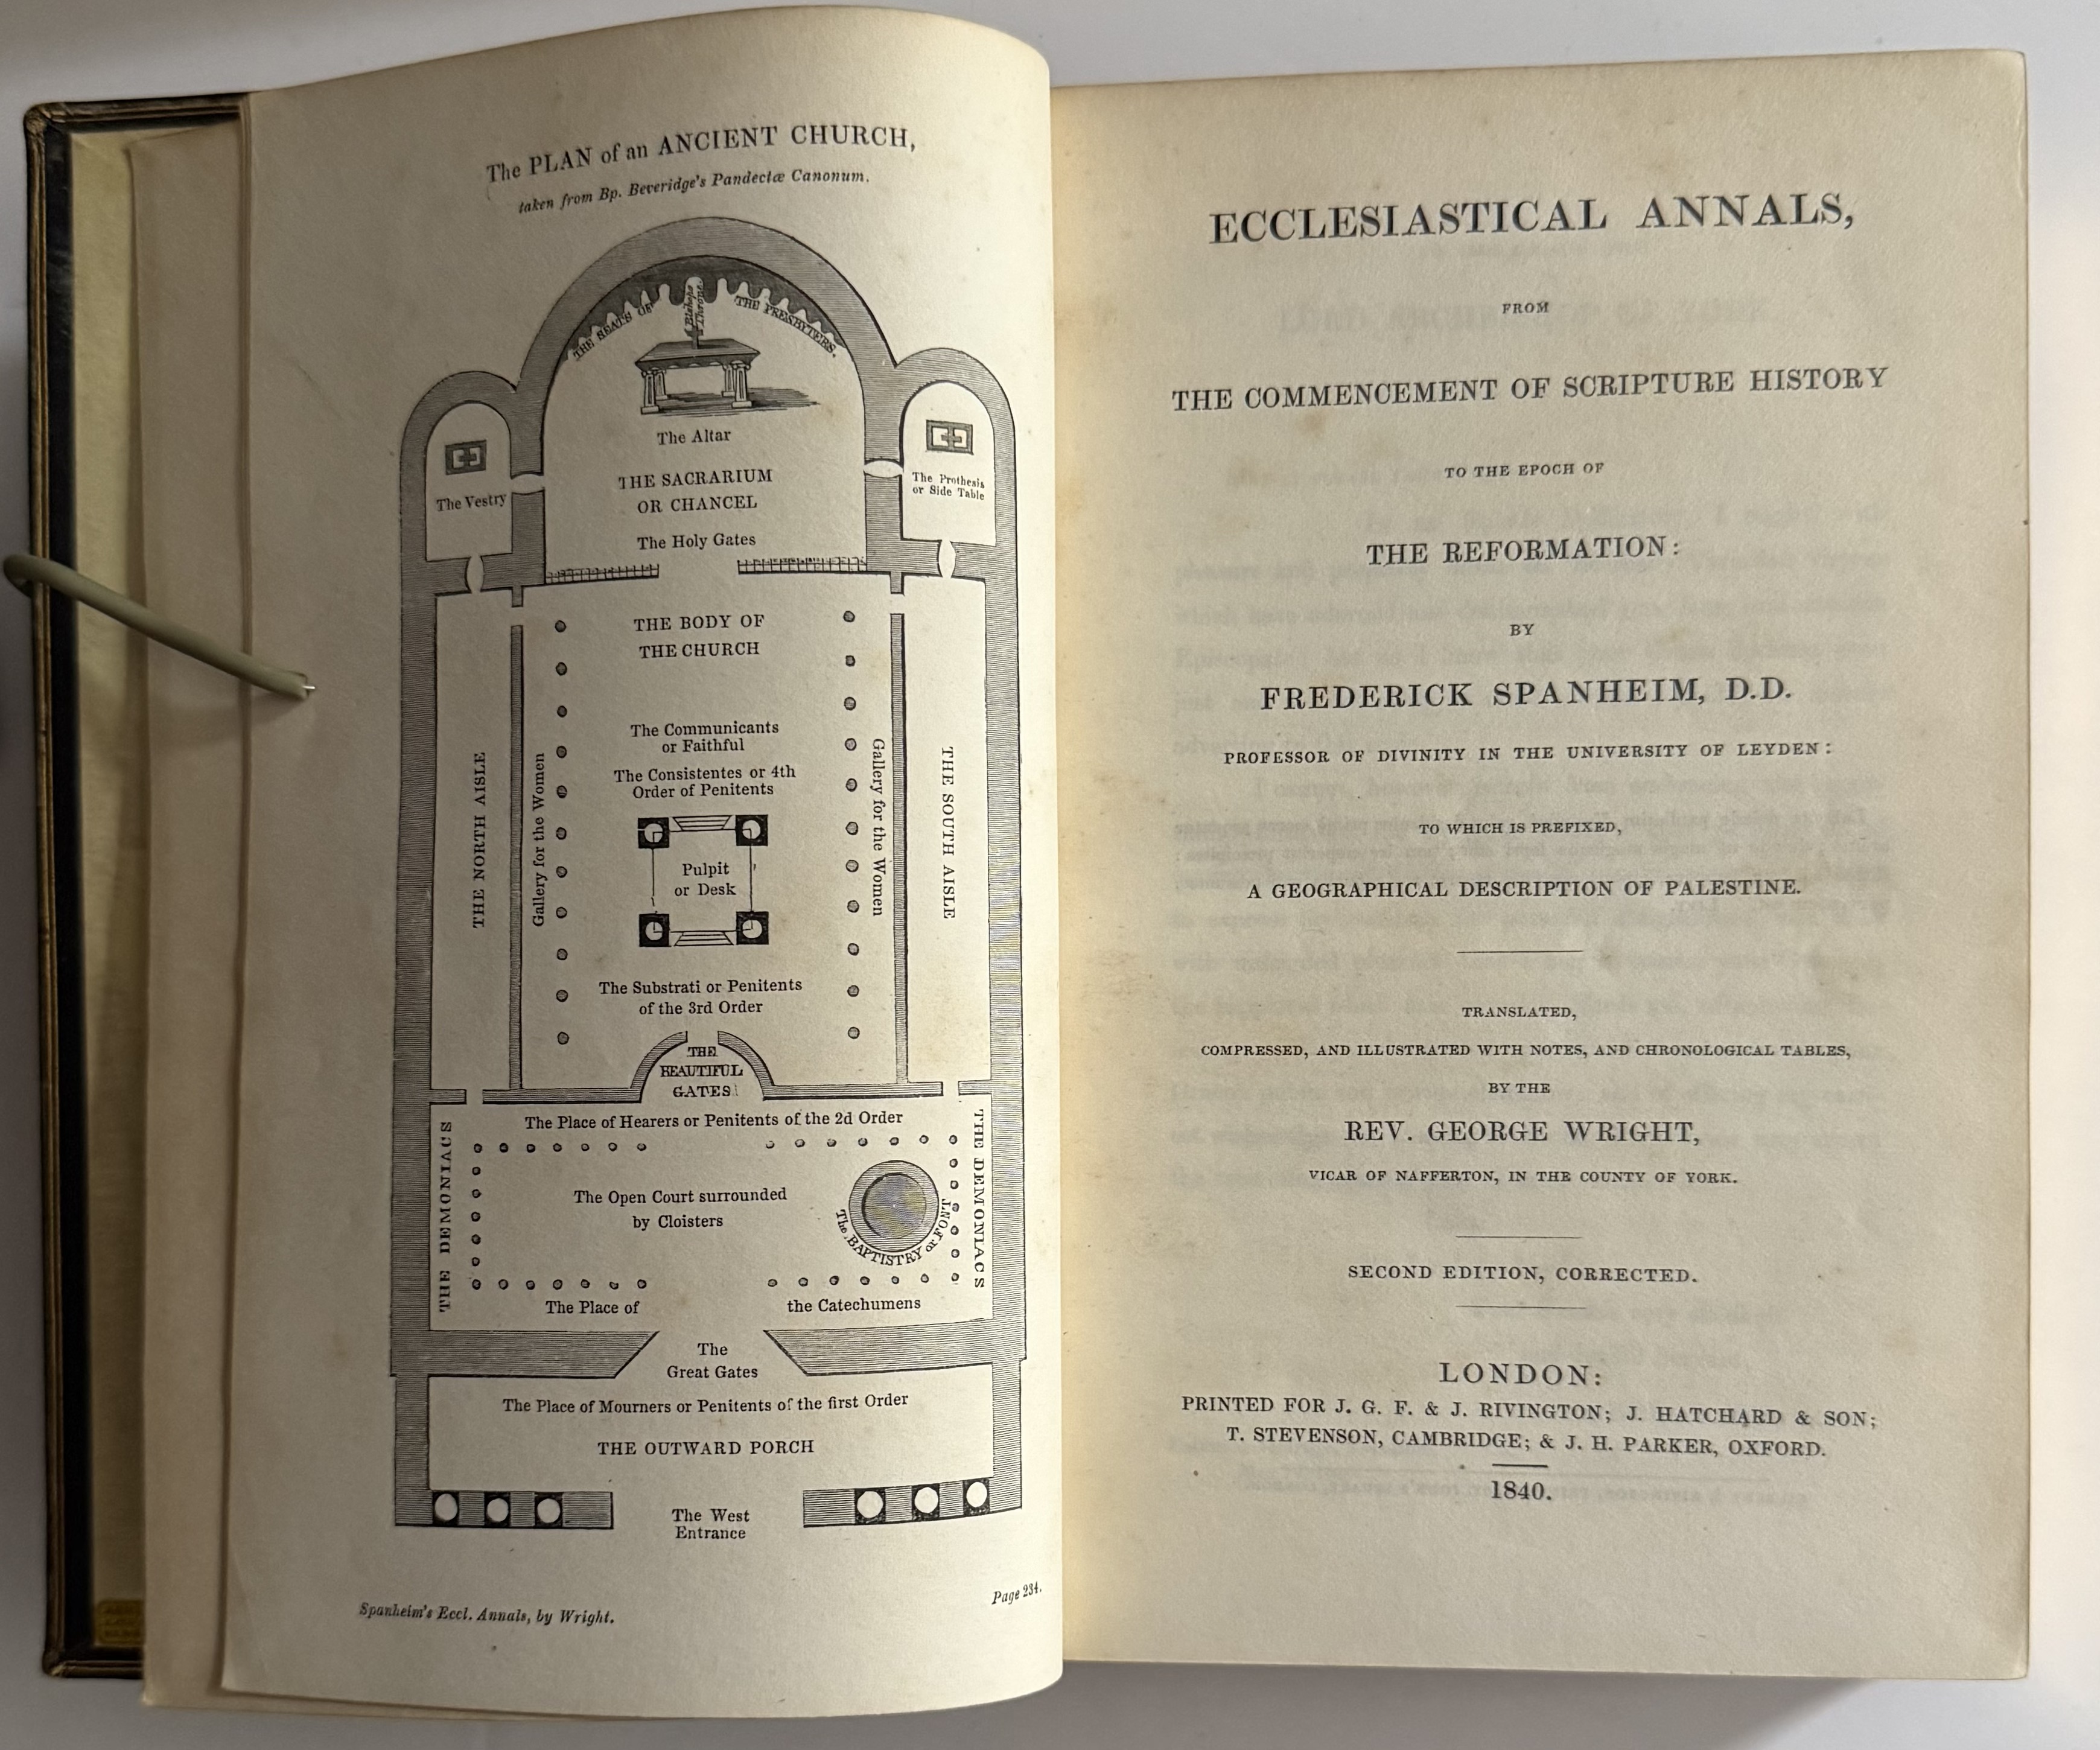 The PLAN of an ANCIENT CHURCH,
taken from Bp. Beveridge's Pandectæ Canonum.
THE SEATS OF THE PRESBYTERS.
Bishops
Throne
The Altar
THE SACRARIUM
OR CHANCEL
The Holy Gates
The Vestry
The Prothesis
or Side Table
THE BODY OF
THE CHURCH
The Communicants
or Faithful
The Consistentes or 4th
Order of Penitents
Pulpit
or Desk
THE NORTH AISLE
Gallery for the Women
Gallery for the Women
THE SOUTH AISLE
The Substrati or Penitents
of the 3rd Order
THE
BEAUTIFUL
GATES
The Place of Hearers or Penitents of the 2d Order
THE DEMONIACS
The Open Court surrounded
by Cloisters
The BAPTISTRY or FONT
THE DEMONIACS
The Place of the Catechumens
The
Great Gates
The Place of Mourners or Penitents of the first Order
THE OUTWARD PORCH
The West
Entrance
Spanheim's Eccl. Annals, by Wright.
Page 234.
ECCLESIASTICAL ANNALS,
FROM
THE COMMENCEMENT OF SCRIPTURE HISTORY
TO THE EPOCH OF
THE REFORMATION:
BY
FREDERICK SPANHEIM, D.D.
PROFESSOR OF DIVINITY IN THE UNIVERSITY OF LEYDEN:
TO WHICH IS PREFIXED,
A GEOGRAPHICAL DESCRIPTION OF PALESTINE.
TRANSLATED,
COMPRESSED, AND ILLUSTRATED WITH NOTES, AND CHRONOLOGICAL TABLES,
BY THE
REV. GEORGE WRIGHT,
VICAR OF NAFFERTON, IN THE COUNTY OF YORK.
SECOND EDITION, CORRECTED.
LONDON:
PRINTED FOR J. G. F. & J. RIVINGTON; J. HATCHARD & SON;
T. STEVENSON, CAMBRIDGE; & J. H. PARKER, OXFORD.
1840.